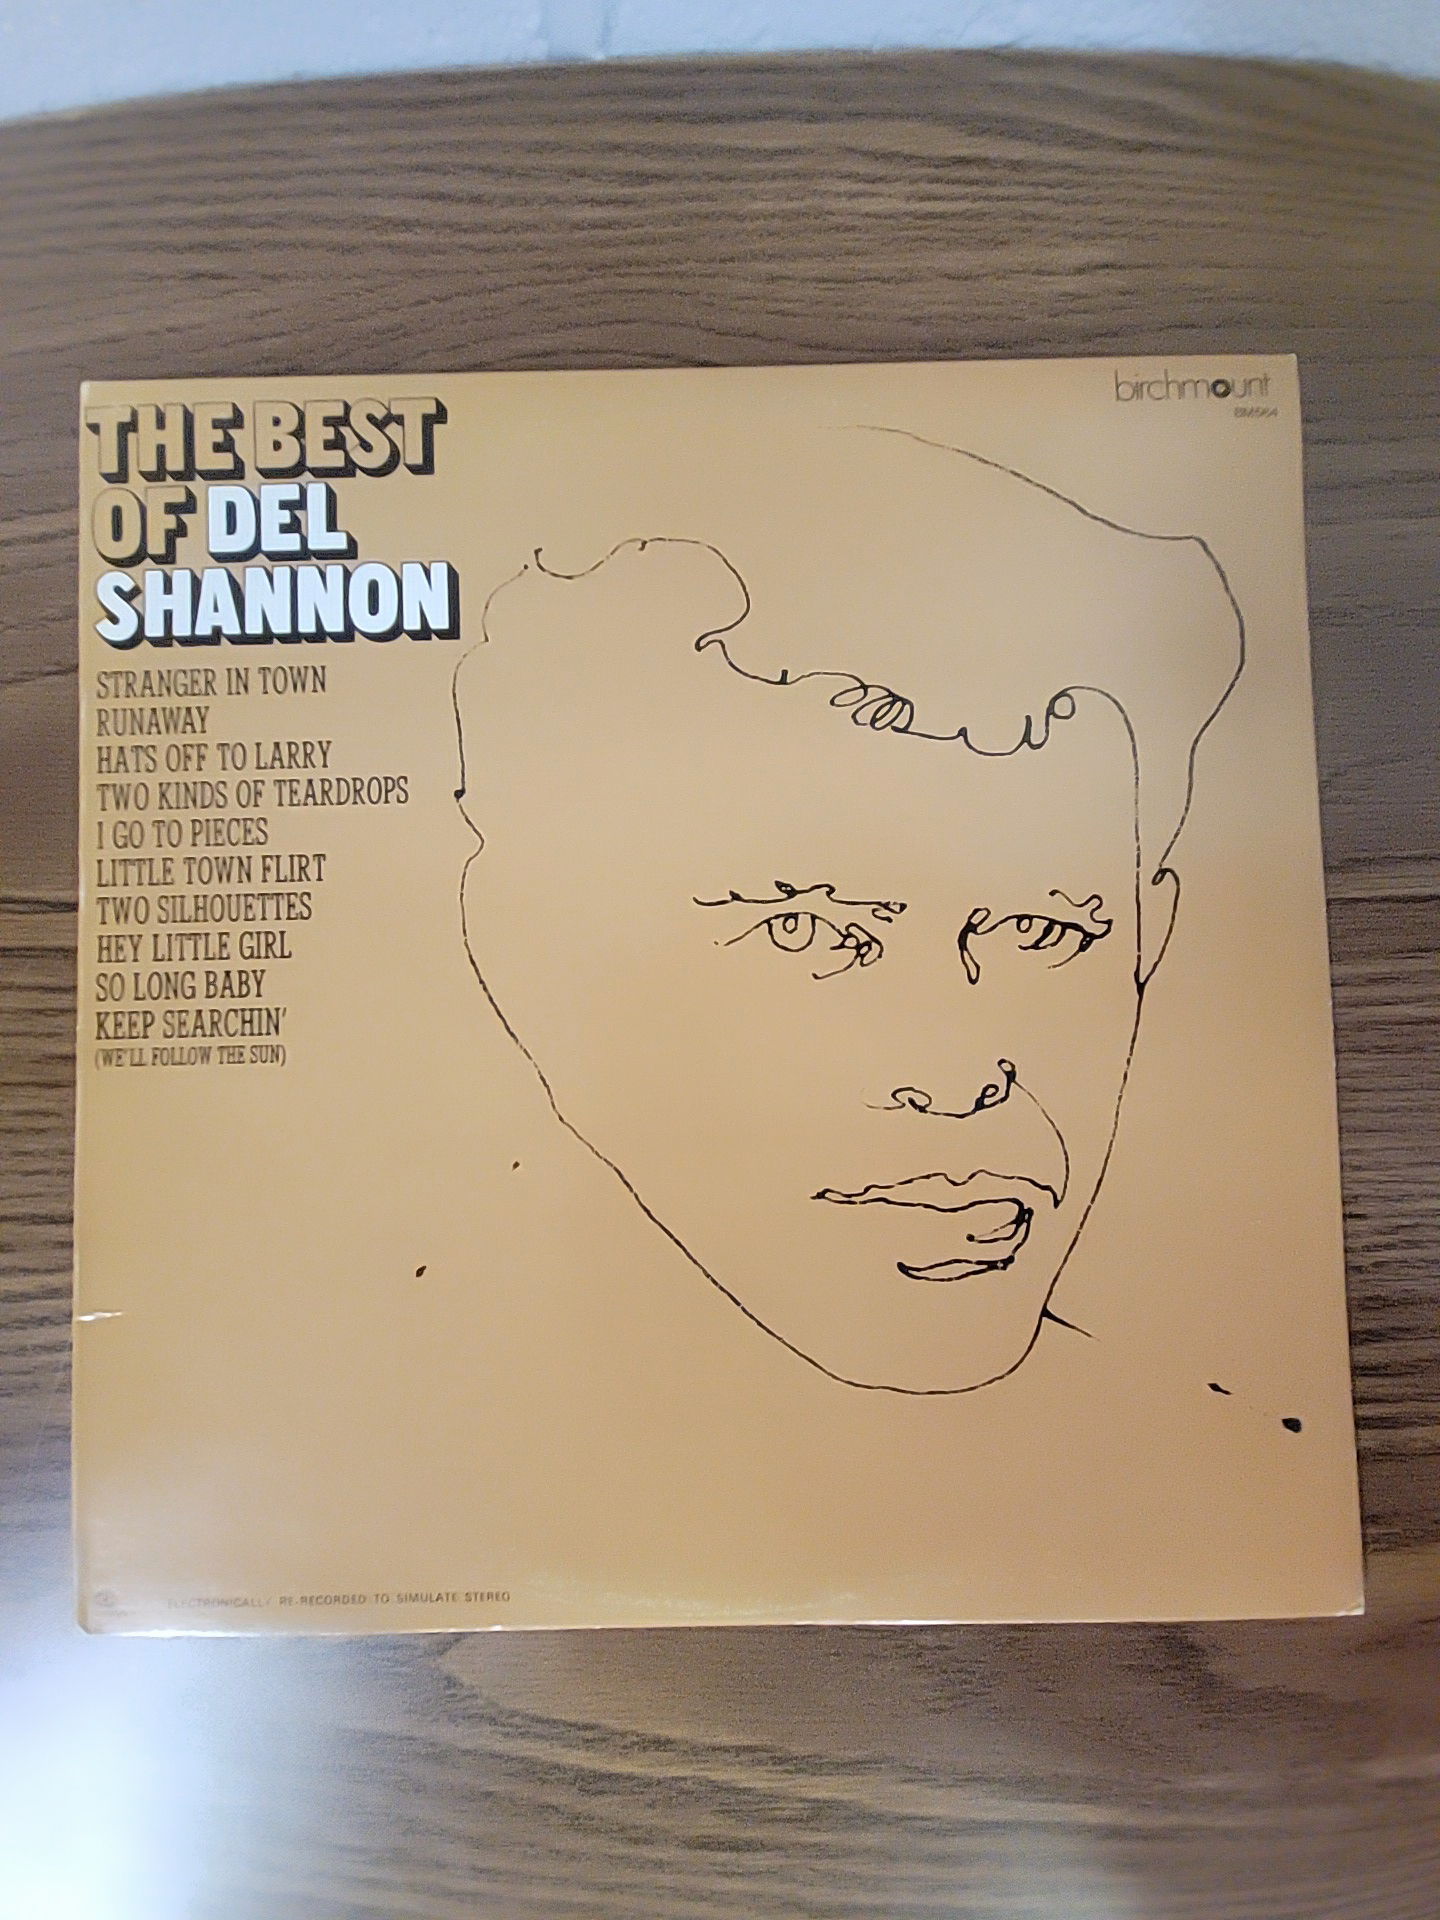 birchmount
THE BEST
OF DEL
SHANNON
STRANGER IN TOWN
RUNAWAY
HATS OFF TO LARRY
TWO KINDS OF TEARDROPS
I GO TO PIECES
LITTLE TOWN FLIRT
TWO SILHOUETTES
HEY LITTLE GIRL
SO LONG BABY
KEEP SEARCHIN'
(WE'LL FOLLOW THE SUN)
ELECTRONICALLY RE-RECORDED TO SIMULATE STEREO